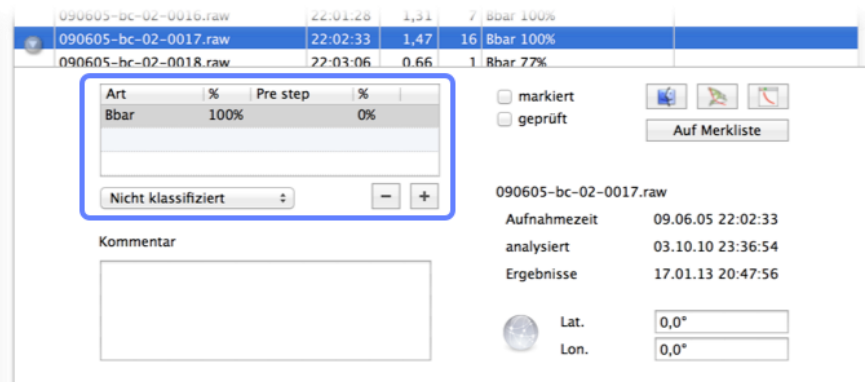 090605-bc-02-0016.raw 22:01:28 1,31 7 Bbar 100%
090605-bc-02-0017.raw 22:02:33 1,47 16 Bbar 100%
090605-bc-02-0018.raw 22:03:06 0,66 1 Bbar 77%
Art % Pre step %
Bbar 100% 0%
Nicht klassifiziert
− +
Kommentar
markiert
geprüft
Auf Merkliste
090605-bc-02-0017.raw
Aufnahmezeit 09.06.05 22:02:33
analysiert 03.10.10 23:36:54
Ergebnisse 17.01.13 20:47:56
Lat. 0,0°
Lon. 0,0°